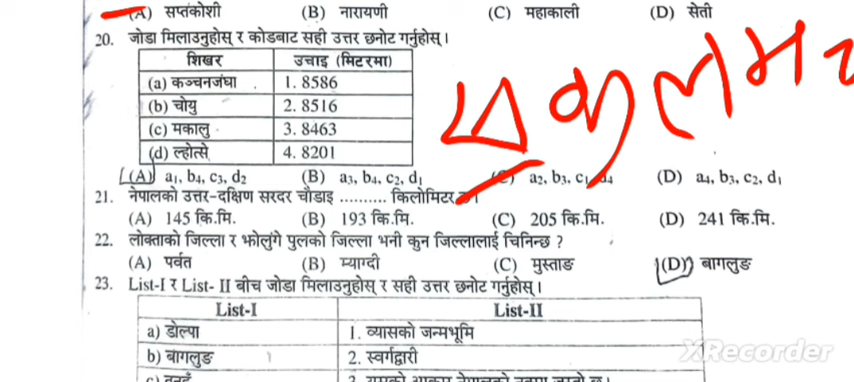 (A) सप्तकोशी (B) नारायणी (C) महाकाली (D) सेती
20. जोडा मिलाउनुहोस् र कोडबाट सही उत्तर छनोट गर्नुहोस् ।
शिखर उचाइ (मिटरमा)
(a) कञ्चनजंघा 1. 8586
(b) चोयु 2. 8516
(c) मकालु 3. 8463
(d) ल्होत्से 4. 8201
(A) a1, b4, c3, d2 (B) a3, b4, c2, d1 (C) a2, b3, c1, d4 (D) a4, b3, c2, d1
21. नेपालको उत्तर-दक्षिण सरदर चौडाइ .......... किलोमिटर
(A) 145 कि.मि. (B) 193 कि.मि. (C) 205 कि.मि. (D) 241 कि.मि.
22. लोक्ताको जिल्ला र झोलुंगे पुलको जिल्ला भनी कुन जिल्लालाई चिनिन्छ ?
(A) पर्वत (B) म्याग्दी (C) मुस्ताङ (D) बागलुङ
23. List-I र List- II बीच जोडा मिलाउनुहोस् र सही उत्तर छनोट गर्नुहोस् ।
List-I List-II
a) डोल्पा 1. व्यासको जन्मभूमि
b) बागलुङ 2. स्वर्गद्वारी
XRecorder